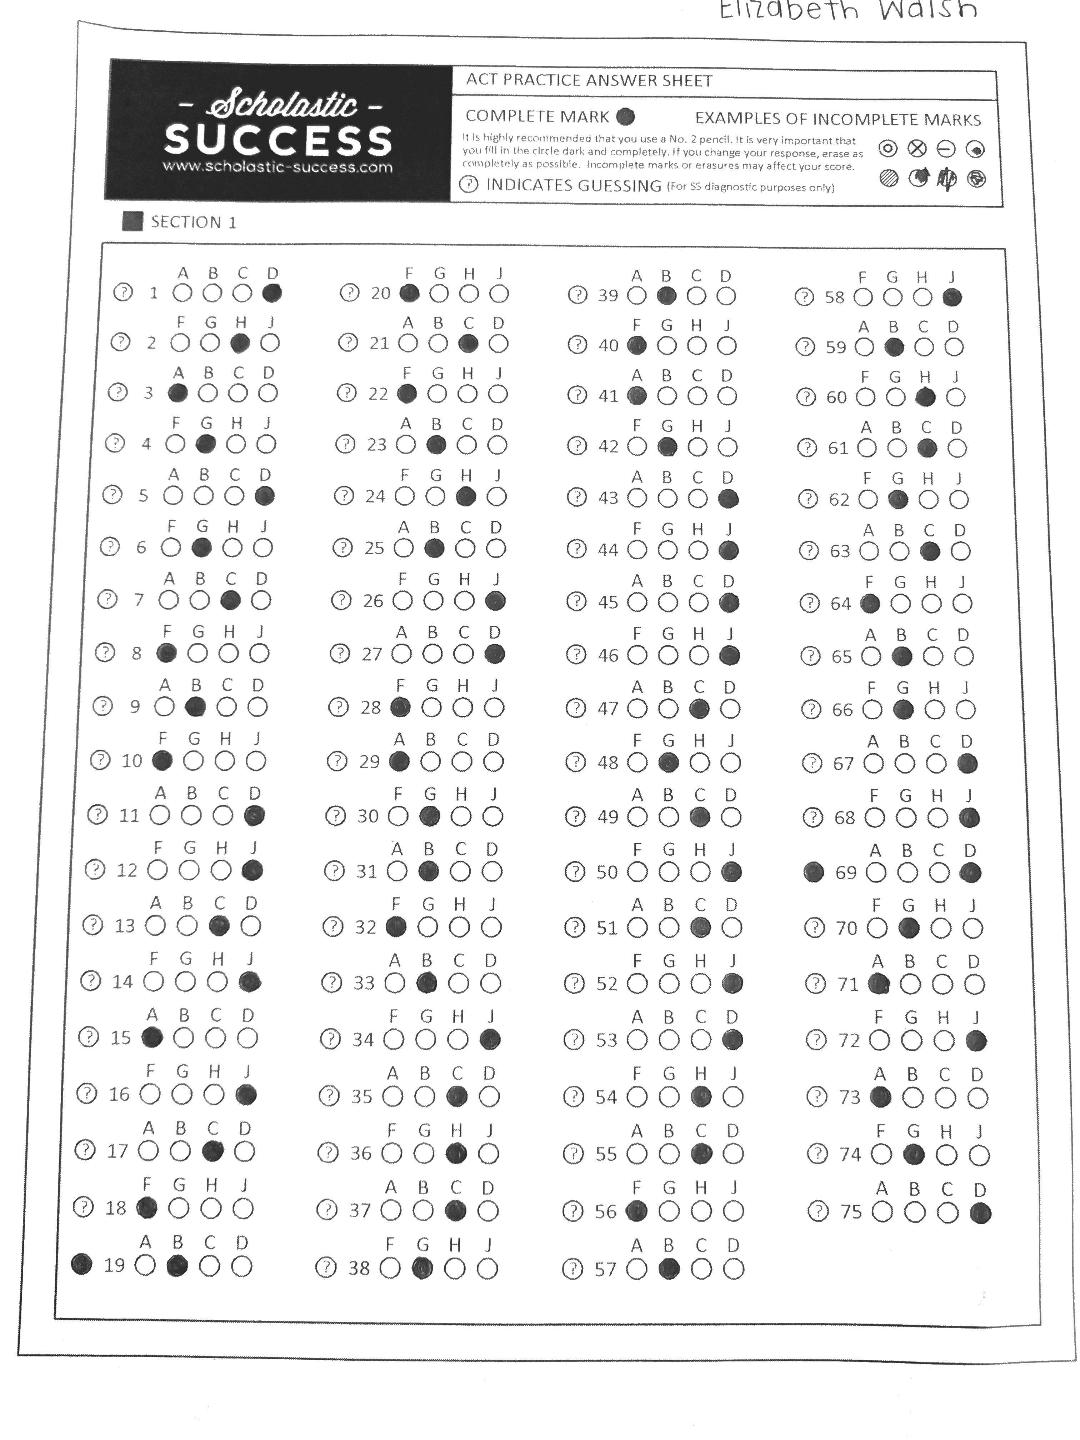 Elizabeth Walsh
- Scholastic -
SUCCESS
www.scholastic-success.com
ACT PRACTICE ANSWER SHEET
COMPLETE MARK
EXAMPLES OF INCOMPLETE MARKS
It is highly recommended that you use a No. 2 pencil. It is very important that
you fill in the circle dark and completely. If you change your response, erase as
completely as possible. Incomplete marks or erasures may affect your score.
? INDICATES GUESSING (For SS diagnostic purposes only)
SECTION 1
A B C D
? 1
F G H J
? 2
A B C D
? 3
F G H J
? 4
A B C D
? 5
F G H J
? 6
A B C D
? 7
F G H J
? 8
A B C D
? 9
F G H J
? 10
A B C D
? 11
F G H J
? 12
A B C D
? 13
F G H J
? 14
A B C D
? 15
F G H J
? 16
A B C D
? 17
F G H J
? 18
A B C D
19
F G H J
? 20
A B C D
? 21
F G H J
? 22
A B C D
? 23
F G H J
? 24
A B C D
? 25
F G H J
? 26
A B C D
? 27
F G H J
? 28
A B C D
? 29
F G H J
? 30
A B C D
? 31
F G H J
? 32
A B C D
? 33
F G H J
? 34
A B C D
? 35
F G H J
? 36
A B C D
? 37
F G H J
? 38
A B C D
? 39
F G H J
? 40
A B C D
? 41
F G H J
? 42
A B C D
? 43
F G H J
? 44
A B C D
? 45
F G H J
? 46
A B C D
? 47
F G H J
? 48
A B C D
? 49
F G H J
? 50
A B C D
? 51
F G H J
? 52
A B C D
? 53
F G H J
? 54
A B C D
? 55
F G H J
? 56
A B C D
? 57
F G H J
? 58
A B C D
? 59
F G H J
? 60
A B C D
? 61
F G H J
? 62
A B C D
? 63
F G H J
? 64
A B C D
? 65
F G H J
? 66
A B C D
? 67
F G H J
? 68
A B C D
69
F G H J
? 70
A B C D
? 71
F G H J
? 72
A B C D
? 73
F G H J
? 74
A B C D
? 75